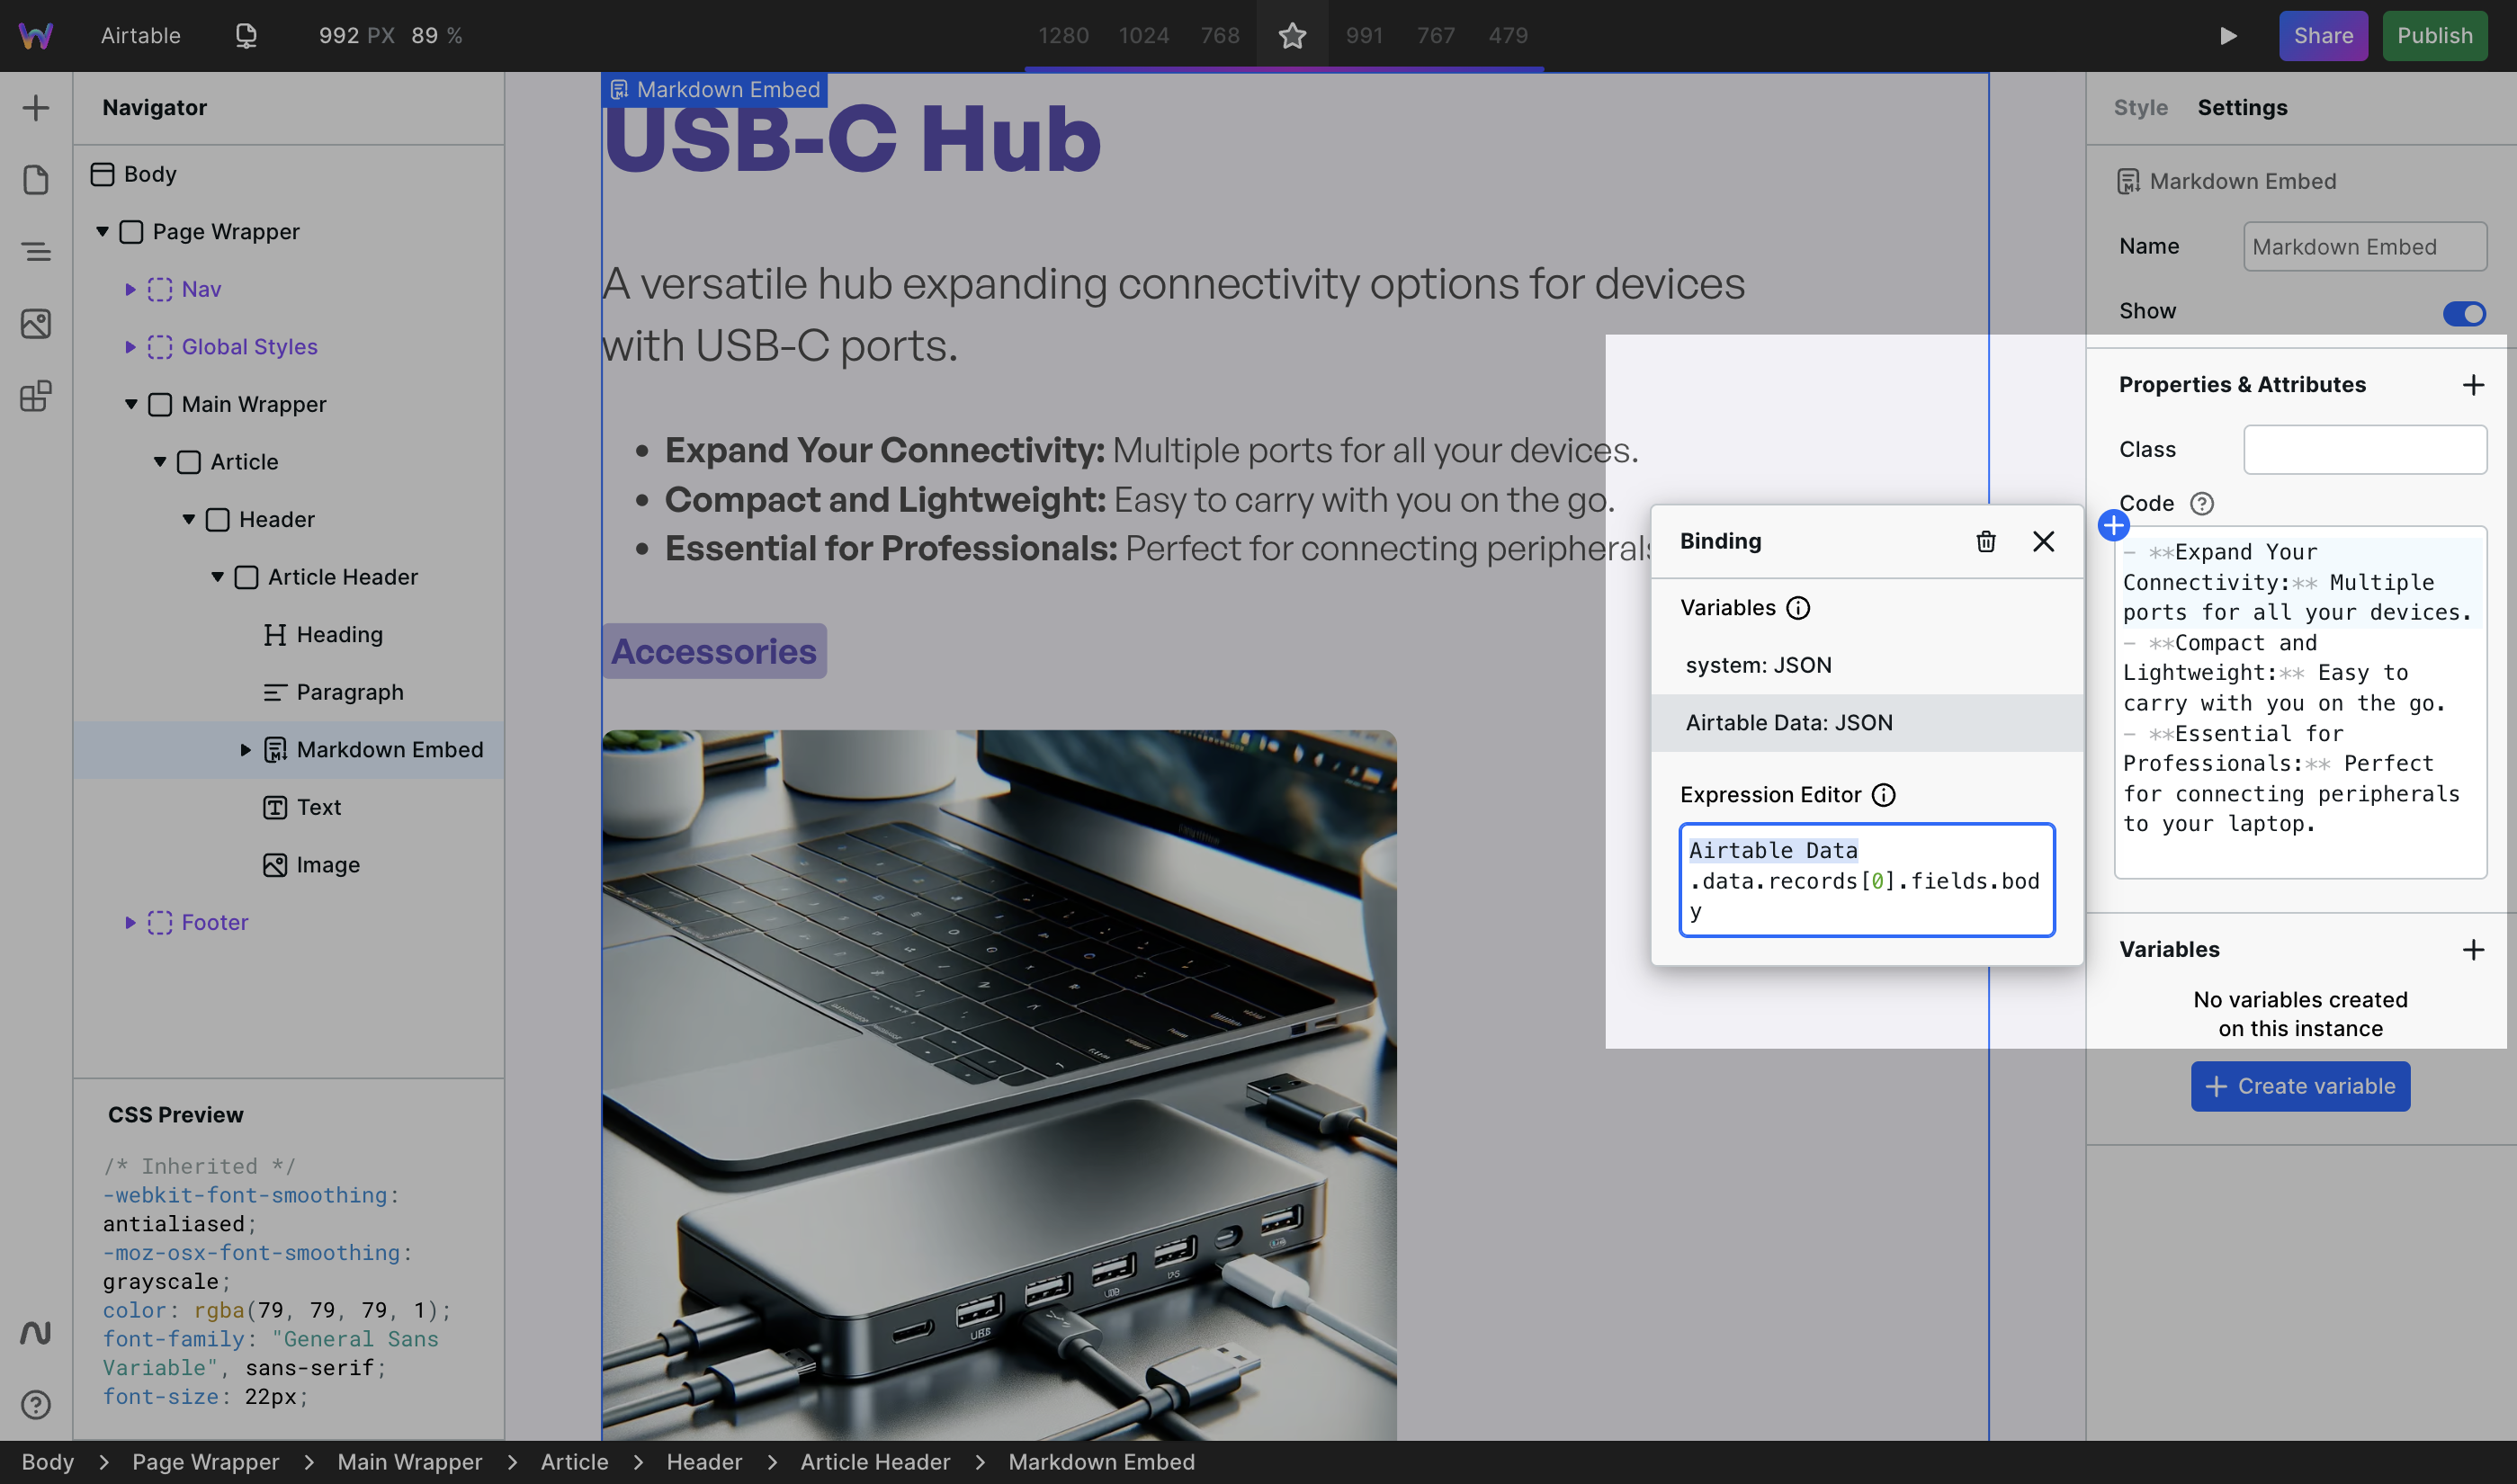 Airtable
992 PX 89 %
1280 1024 768 991 767 479
Share
Publish
Navigator
Body
Page Wrapper
Nav
Global Styles
Main Wrapper
Article
Header
Article Header
Heading
Paragraph
Markdown Embed
Text
Image
Footer
CSS Preview
/* Inherited */
-webkit-font-smoothing:
antialiased;
-moz-osx-font-smoothing:
grayscale;
color: rgba(79, 79, 79, 1);
font-family: "General Sans
Variable", sans-serif;
font-size: 22px;
Markdown Embed
USB-C Hub
A versatile hub expanding connectivity options for devices
with USB-C ports.
• Expand Your Connectivity: Multiple ports for all your devices.
• Compact and Lightweight: Easy to carry with you on the go.
• Essential for Professionals: Perfect for connecting peripherals
Accessories
Binding
Variables
system: JSON
Airtable Data: JSON
Expression Editor
Airtable Data
.data.records[0].fields.bod
y
Style Settings
Markdown Embed
Name Markdown Embed
Show
Properties & Attributes
Class
Code
- **Expand Your
Connectivity:** Multiple
ports for all your devices.
- **Compact and
Lightweight:** Easy to
carry with you on the go.
- **Essential for
Professionals:** Perfect
for connecting peripherals
to your laptop.
Variables
No variables created
on this instance
Create variable
Body > Page Wrapper > Main Wrapper > Article > Header > Article Header > Markdown Embed